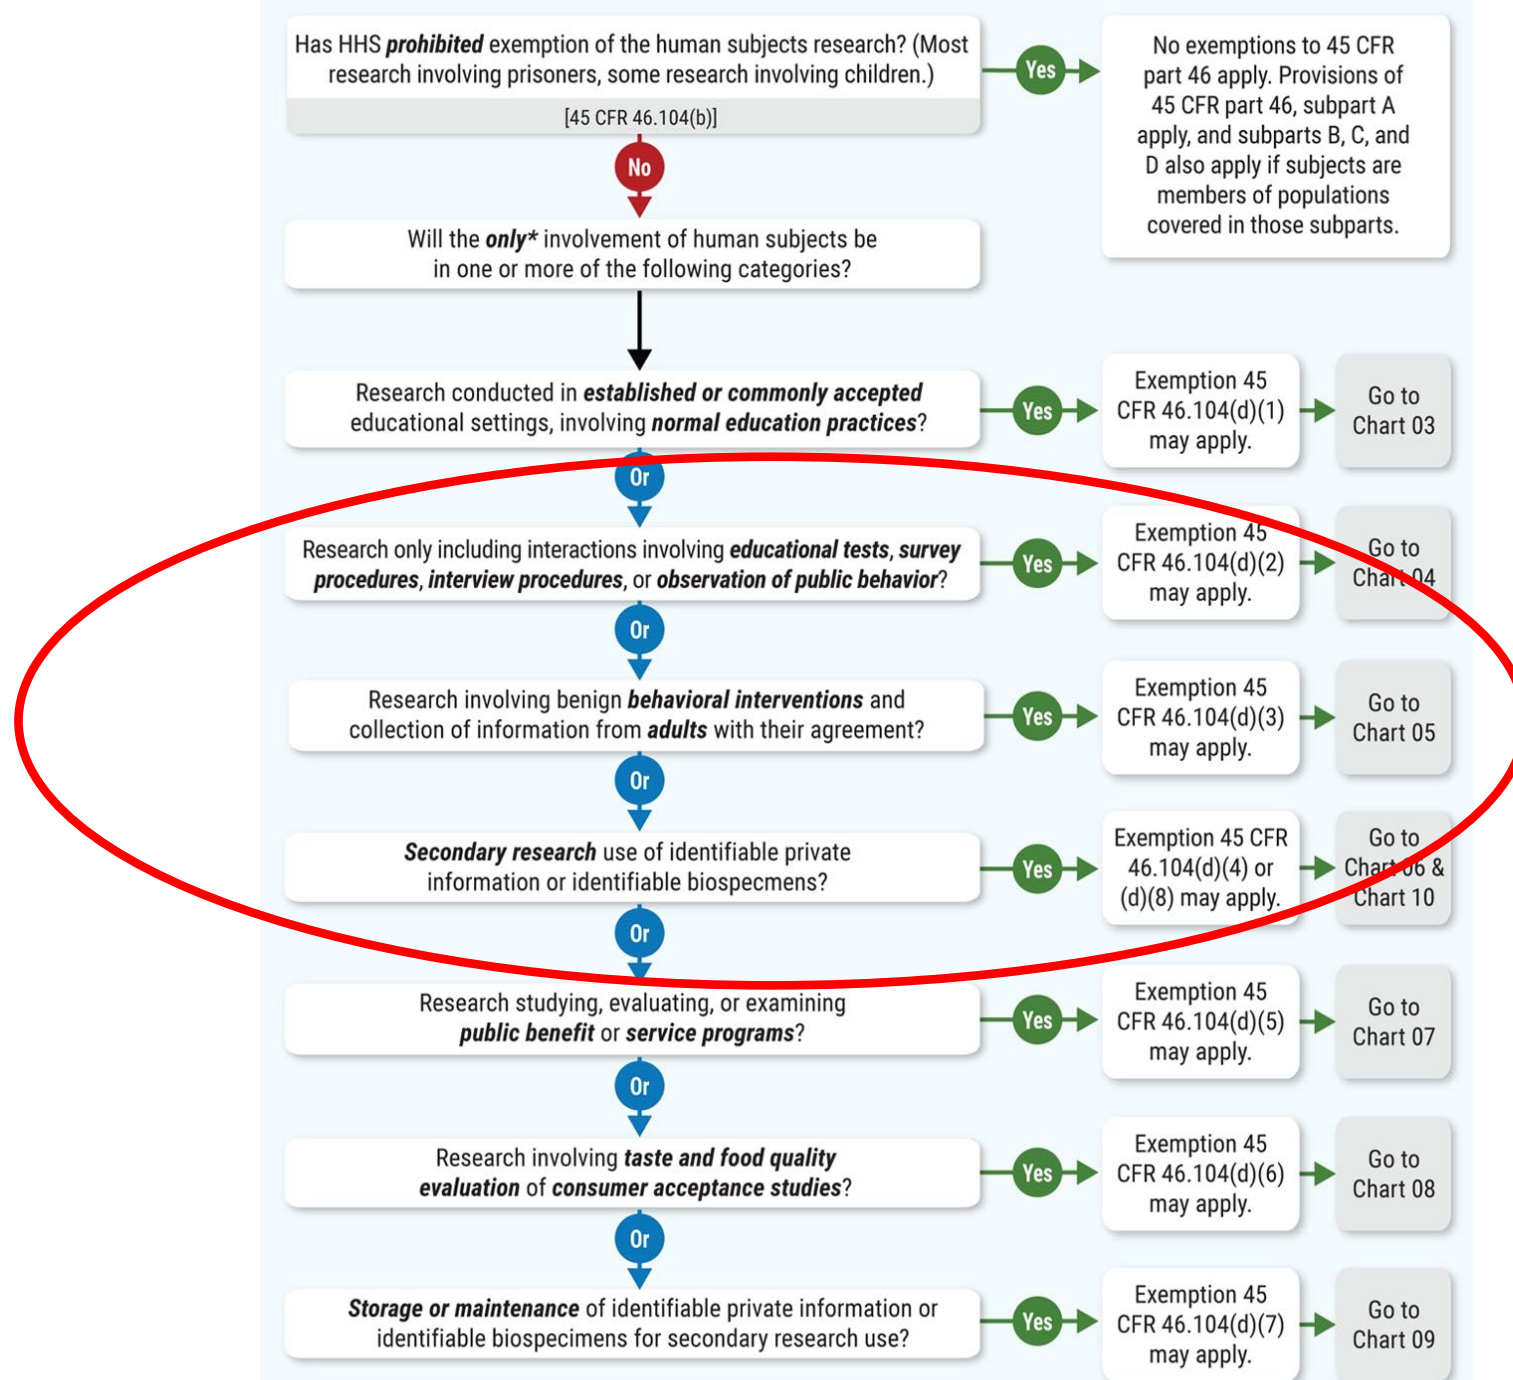 Has HHS prohibited exemption of the human subjects research? (Most
research involving prisoners, some research involving children.)
[45 CFR 46.104(b)]
Yes
No exemptions to 45 CFR
part 46 apply. Provisions of
45 CFR part 46, subpart A
apply, and subparts B, C, and
D also apply if subjects are
members of populations
covered in those subparts.
No
Will the only* involvement of human subjects be
in one or more of the following categories?
Research conducted in established or commonly accepted
educational settings, involving normal education practices?
Yes
Exemption 45
CFR 46.104(d)(1)
may apply.
Go to
Chart 03
Or
Research only including interactions involving educational tests, survey
procedures, interview procedures, or observation of public behavior?
Yes
Exemption 45
CFR 46.104(d)(2)
may apply.
Go to
Chart 04
Or
Research involving benign behavioral interventions and
collection of information from adults with their agreement?
Yes
Exemption 45
CFR 46.104(d)(3)
may apply.
Go to
Chart 05
Or
Secondary research use of identifiable private
information or identifiable biospecmens?
Yes
Exemption 45 CFR
46.104(d)(4) or
(d)(8) may apply.
Go to
Chart 06 &
Chart 10
Or
Research studying, evaluating, or examining
public benefit or service programs?
Yes
Exemption 45
CFR 46.104(d)(5)
may apply.
Go to
Chart 07
Or
Research involving taste and food quality
evaluation of consumer acceptance studies?
Yes
Exemption 45
CFR 46.104(d)(6)
may apply.
Go to
Chart 08
Or
Storage or maintenance of identifiable private information or
identifiable biospecimens for secondary research use?
Yes
Exemption 45
CFR 46.104(d)(7)
may apply.
Go to
Chart 09